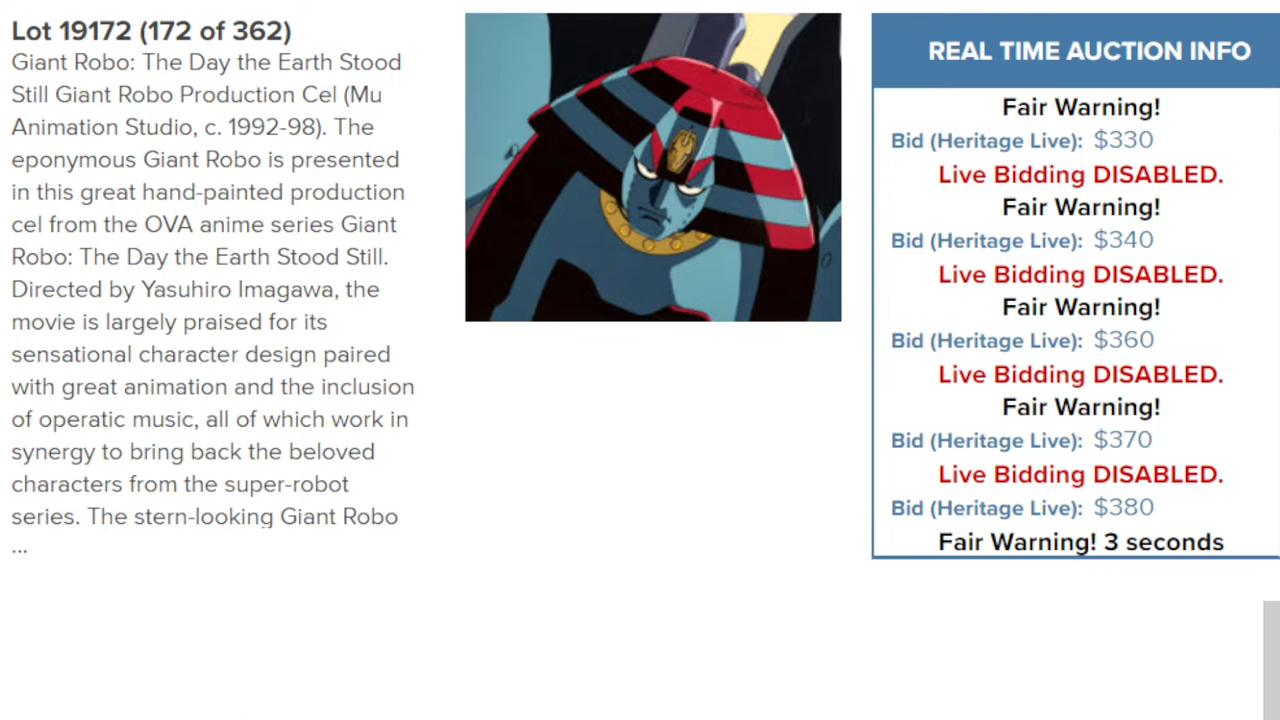 Lot 19172 (172 of 362)
Giant Robo: The Day the Earth Stood
Still Giant Robo Production Cel (Mu
Animation Studio, c. 1992-98). The
eponymous Giant Robo is presented
in this great hand-painted production
cel from the OVA anime series Giant
Robo: The Day the Earth Stood Still.
Directed by Yasuhiro Imagawa, the
movie is largely praised for its
sensational character design paired
with great animation and the inclusion
of operatic music, all of which work in
synergy to bring back the beloved
characters from the super-robot
series. The stern-looking Giant Robo
...
REAL TIME AUCTION INFO
Fair Warning!
Bid (Heritage Live): $330
Live Bidding DISABLED.
Fair Warning!
Bid (Heritage Live): $340
Live Bidding DISABLED.
Fair Warning!
Bid (Heritage Live): $360
Live Bidding DISABLED.
Fair Warning!
Bid (Heritage Live): $370
Live Bidding DISABLED.
Bid (Heritage Live): $380
Fair Warning! 3 seconds